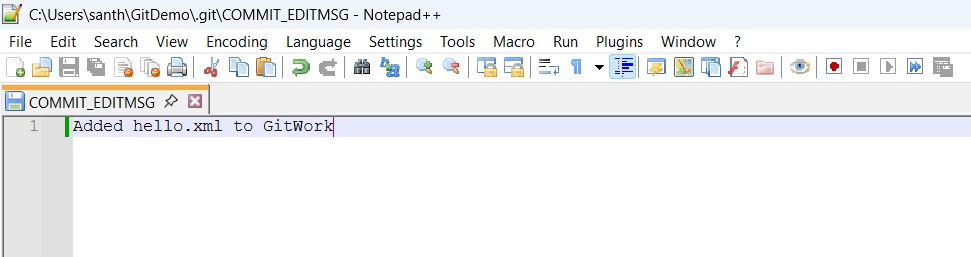 C:\Users\santh\GitDemo\.git\COMMIT_EDITMSG - Notepad++
File Edit Search View Encoding Language Settings Tools Macro Run Plugins Window ?
COMMIT_EDITMSG
1 Added hello.xml to GitWork